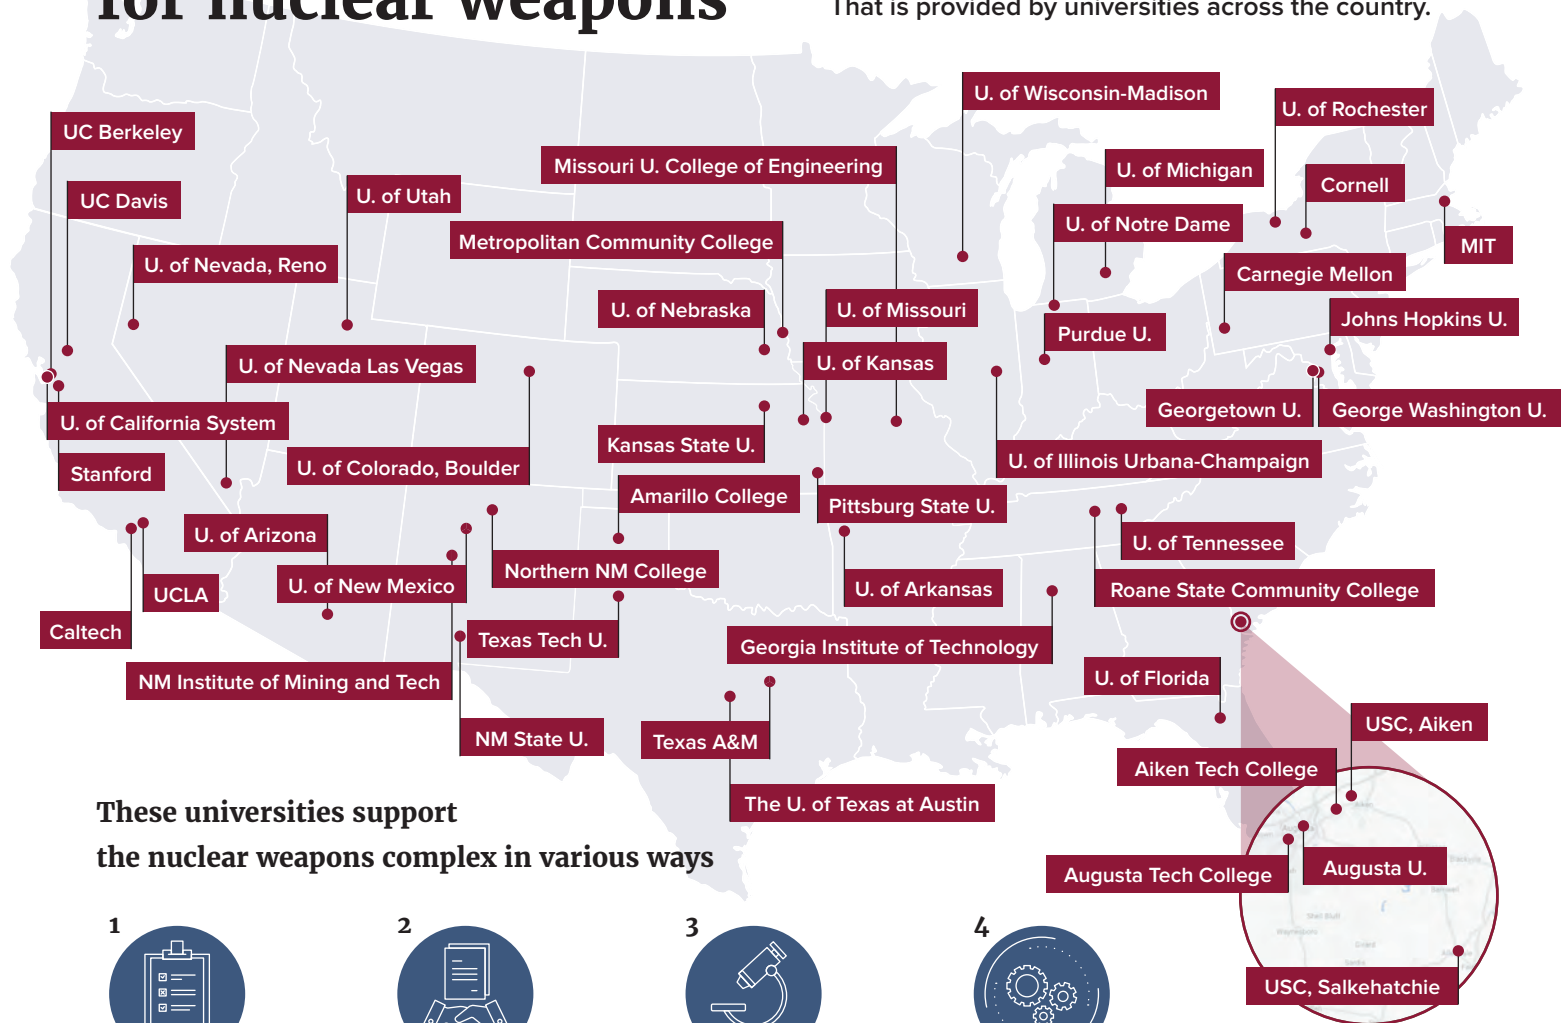 for nuclear weapons
That is provided by universities across the country.
U. of Wisconsin-Madison
U. of Rochester
UC Berkeley
Missouri U. College of Engineering
U. of Michigan
Cornell
UC Davis
U. of Utah
U. of Notre Dame
Metropolitan Community College
MIT
U. of Nevada, Reno
Carnegie Mellon
U. of Nebraska
U. of Missouri
Johns Hopkins U.
Purdue U.
U. of Nevada Las Vegas
U. of Kansas
Georgetown U.
George Washington U.
U. of California System
Kansas State U.
U. of Colorado, Boulder
U. of Illinois Urbana-Champaign
Stanford
Amarillo College
Pittsburg State U.
U. of Arizona
U. of Tennessee
Northern NM College
U. of New Mexico
UCLA
U. of Arkansas
Roane State Community College
Caltech
Texas Tech U.
Georgia Institute of Technology
NM Institute of Mining and Tech
U. of Florida
USC, Aiken
NM State U.
Texas A&M
Aiken Tech College
The U. of Texas at Austin
These universities support
the nuclear weapons complex in various ways
Augusta Tech College
Augusta U.
Shell Bluff
Waynesboro
Girard
USC, Salkehatchie
1
2
3
4